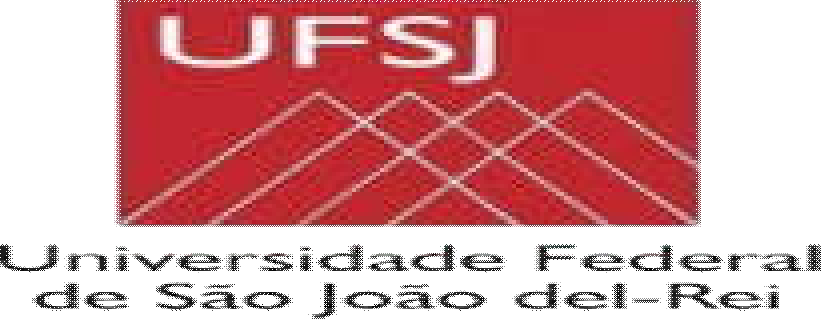 UFSJ
Universidade Federal
de São João del-Rei